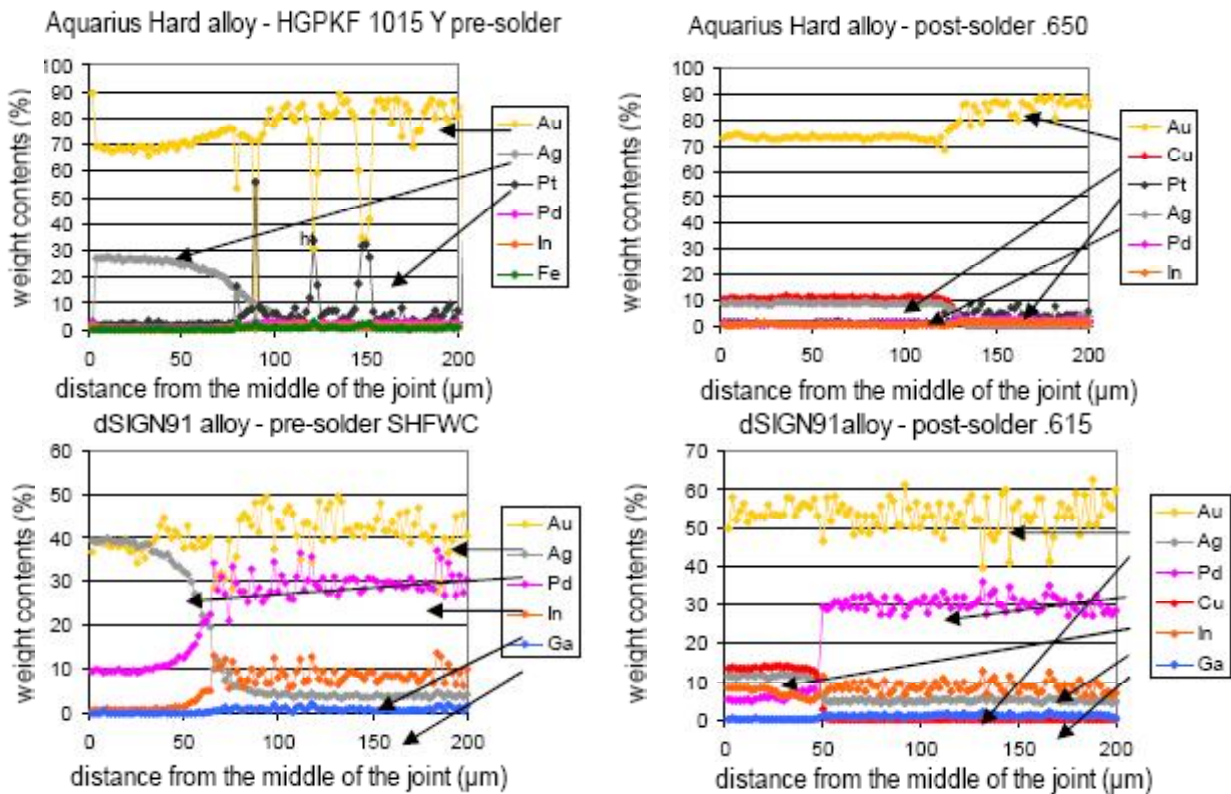 Aquarius Hard alloy - HGPKF 1015 Y pre-solder
weight contents (%)
100
90
80
70
60
50
40
30
20
10
0
h
0 50 100 150 200
distance from the middle of the joint (µm)
Au
Ag
Pt
Pd
In
Fe
Aquarius Hard alloy - post-solder .650
weight contents (%)
100
90
80
70
60
50
40
30
20
10
0
0 50 100 150 200
distance from the middle of the joint (µm)
Au
Cu
Pt
Ag
Pd
In
dSIGN91 alloy - pre-solder SHFWC
weight contents (%)
60
50
40
30
20
10
0
0 50 100 150 200
distance from the middle of the joint (µm)
Au
Ag
Pd
In
Ga
dSIGN91alloy - post-solder .615
weight contents (%)
70
60
50
40
30
20
10
0
0 50 100 150 200
distance from the middle of the joint (µm)
Au
Ag
Pd
Cu
In
Ga